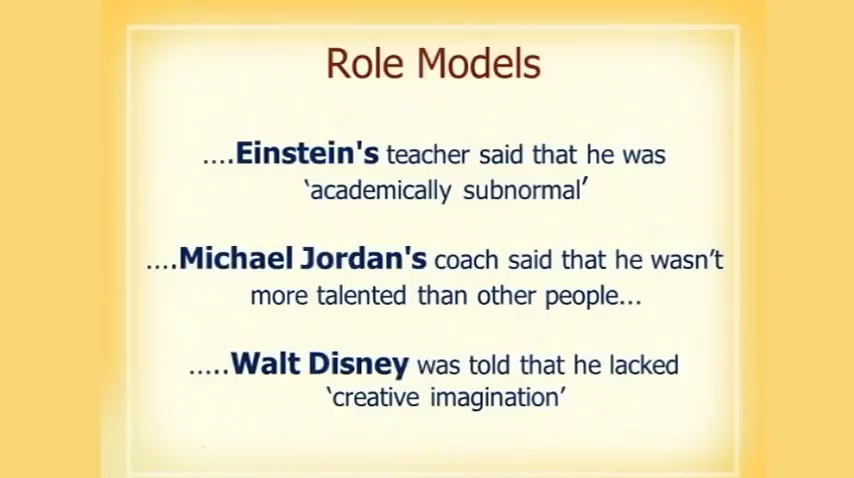 Role Models
....Einstein's teacher said that he was
‘academically subnormal’
....Michael Jordan's coach said that he wasn’t
more talented than other people...
.....Walt Disney was told that he lacked
‘creative imagination’